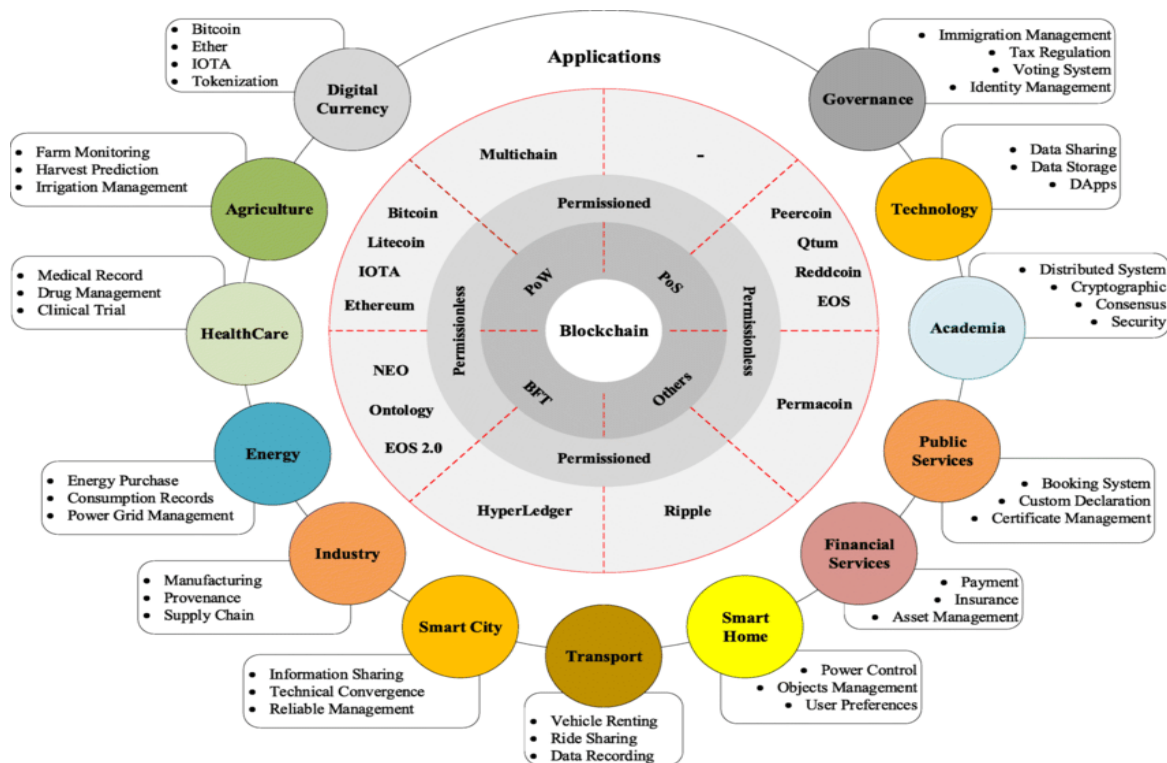 Applications
Bitcoin
Ether
IOTA
Tokenization
Digital
Currency
Farm Monitoring
Harvest Prediction
Irrigation Management
Agriculture
Medical Record
Drug Management
Clinical Trial
HealthCare
Energy
Energy Purchase
Consumption Records
Power Grid Management
Industry
Manufacturing
Provenance
Supply Chain
Smart City
Information Sharing
Technical Convergence
Reliable Management
Transport
Vehicle Renting
Ride Sharing
Data Recording
Smart
Home
Power Control
Objects Management
User Preferences
Financial
Services
Payment
Insurance
Asset Management
Public
Services
Booking System
Custom Declaration
Certificate Management
Academia
Distributed System
Cryptographic
Consensus
Security
Technology
Data Sharing
Data Storage
DApps
Governance
Immigration Management
Tax Regulation
Voting System
Identity Management
Multichain
-
Bitcoin
Litecoin
IOTA
Ethereum
Peercoin
Qtum
Reddcoin
EOS
NEO
Ontology
EOS 2.0
HyperLedger
Ripple
Permacoin
Permissioned
Permissionless
Permissionless
Permissioned
PoW
PoS
BFT
Others
Blockchain